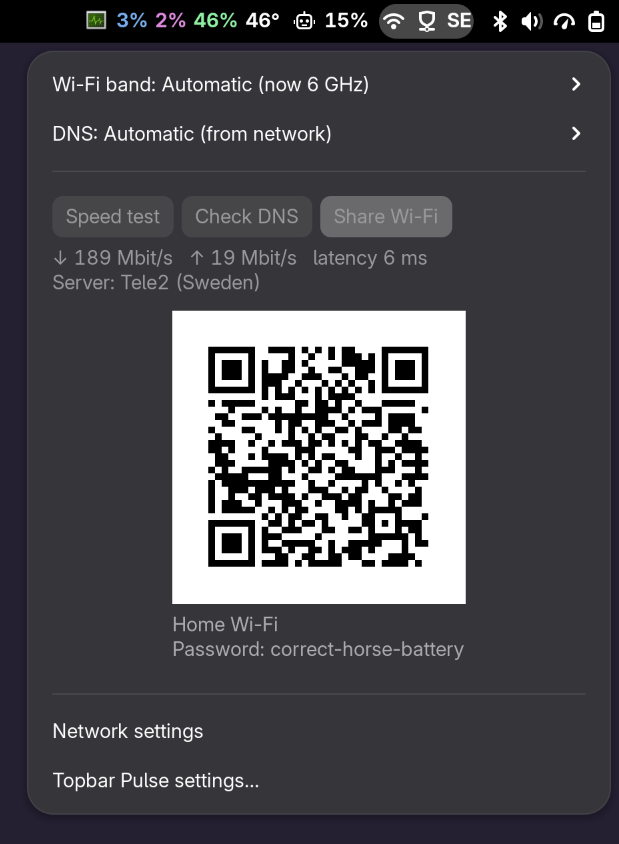 3% 2% 46% 46° 15% SE
Wi-Fi band: Automatic (now 6 GHz)
DNS: Automatic (from network)
Speed test Check DNS Share Wi-Fi
↓ 189 Mbit/s ↑ 19 Mbit/s latency 6 ms
Server: Tele2 (Sweden)
Home Wi-Fi
Password: correct-horse-battery
Network settings
Topbar Pulse settings...